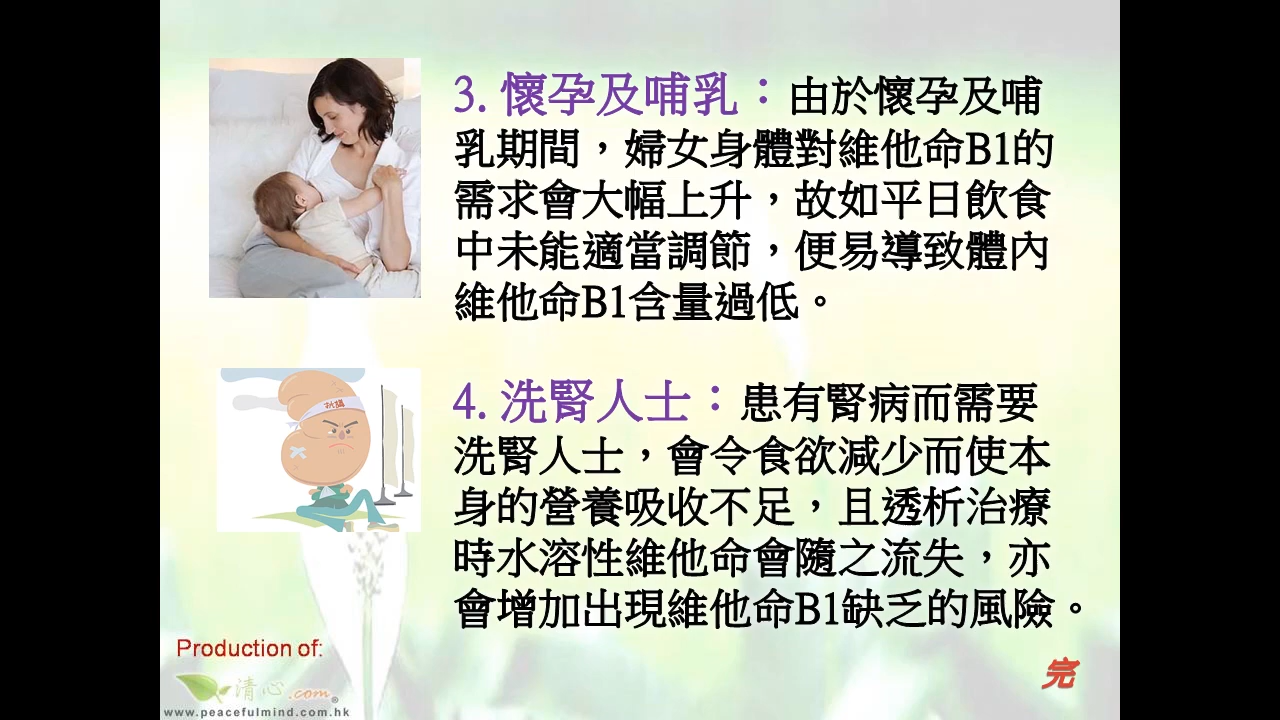 3. 懷孕及哺乳：由於懷孕及哺
乳期間，婦女身體對維他命B1的
需求會大幅上升，故如平日飲食
中未能適當調節，便易導致體內
維他命B1含量過低。
4. 洗腎人士：患有腎病而需要
洗腎人士，會令食欲減少而使本
身的營養吸收不足，且透析治療
時水溶性維他命會隨之流失，亦
會增加出現維他命B1缺乏的風險。
Production of:
清心.com®
www.peacefulmind.com.hk
完